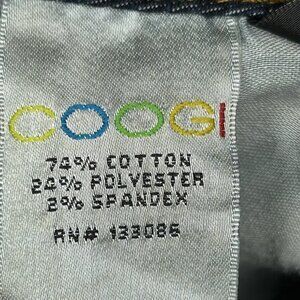 COOGI
74% COTTON
24% POLYESTER
2% SPANDEX
RN# 133086